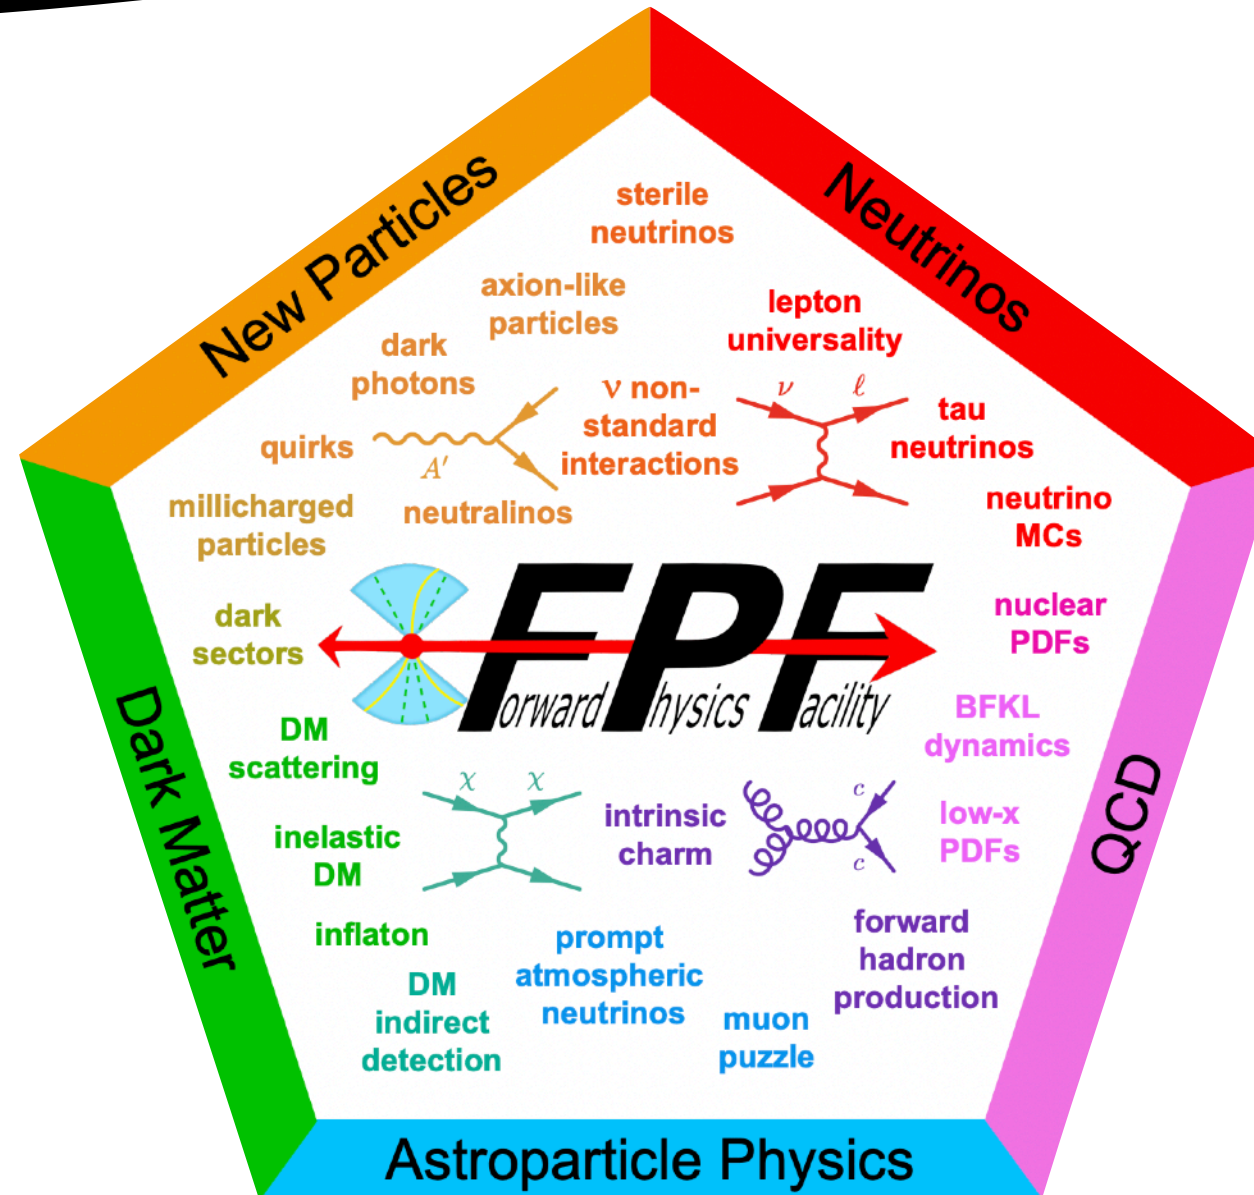 New Particles
Neutrinos
sterile
neutrinos
axion-like
particles
lepton
universality
dark
photons
ν non-
standard
interactions
ν
ℓ
tau
neutrinos
quirks
A′
neutralinos
millicharged
particles
neutrino
MCs
dark
sectors
FPF
Forward Physics Facility
nuclear
PDFs
Dark Matter
DM
scattering
BFKL
dynamics
QCD
χ χ
inelastic
DM
intrinsic
charm
c
c
low-x
PDFs
inflaton
prompt
atmospheric
neutrinos
forward
hadron
production
DM
indirect
detection
muon
puzzle
Astroparticle Physics